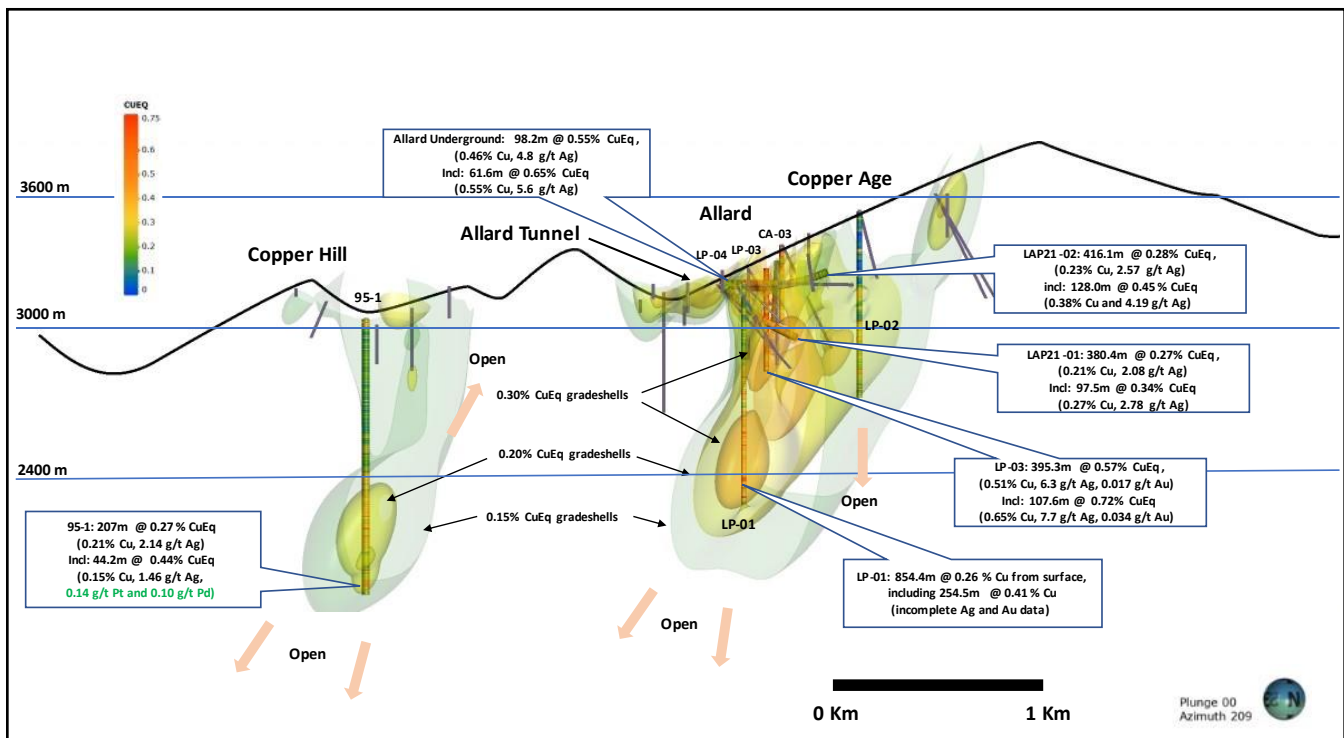 CUEQ
0.75
0.6
0.5
0.4
0.3
0.1
0
Allard Underground: 98.2m @ 0.55% CuEq ,
(0.46% Cu, 4.8 g/t Ag)
Incl: 61.6m @ 0.65% CuEq
(0.55% Cu, 5.6 g/t Ag)
3600 m
Copper Age
Allard
Allard Tunnel
Copper Hill
CA-03
LP-03
LP-04
95-1
LAP21 -02: 416.1m @ 0.28% CuEq ,
(0.23% Cu, 2.57 g/t Ag)
incl: 128.0m @ 0.45 % CuEq
(0.38% Cu and 4.19 g/t Ag)
3000 m
LP-02
Open
LAP21 -01: 380.4m @ 0.27% CuEq ,
(0.21% Cu, 2.08 g/t Ag)
Incl: 97.5m @ 0.34% CuEq
(0.27% Cu, 2.78 g/t Ag)
0.30% CuEq gradeshells
0.20% CuEq gradeshells
2400 m
LP -03: 395.3m @ 0.57% CuEq ,
(0.51% Cu, 6.3 g/t Ag, 0.017 g/t Au)
Incl: 107.6m @ 0.72% CuEq
(0.65% Cu, 7.7 g/t Ag, 0.034 g/t Au)
Open
0.15% CuEq gradeshells
LP-01
95-1: 207m @ 0.27 % CuEq
(0.21% Cu, 2.14 g/t Ag)
Incl: 44.2m @ 0.44% CuEq
(0.15% Cu, 1.46 g/t Ag,
0.14 g/t Pt and 0.10 g/t Pd)
LP-01: 854.4m @ 0.26 % Cu from surface,
including 254.5m @ 0.41 % Cu
(incomplete Ag and Au data)
Open
Open
0 Km
1 Km
Plunge 00
Azimuth 209
N